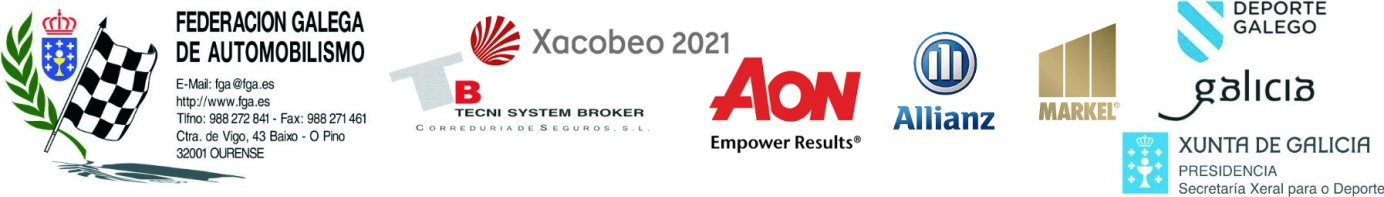 FEDERACION GALEGA
DE AUTOMOBILISMO
E-Mail: fga@fga.es
http://www.fga.es
Tlfno: 988 272 841 - Fax: 988 271 461
Ctra. de Vigo, 43 Baixo - O Pino
32001 OURENSE
Xacobeo 2021
TB
TECNI SYSTEM BROKER
CORREDURIA DE SEGUROS, S.L.
AON
Empower Results®
Allianz
MARKEL®
DEPORTE
GALEGO
galicia
XUNTA DE GALICIA
PRESIDENCIA
Secretaría Xeral para o Deporte